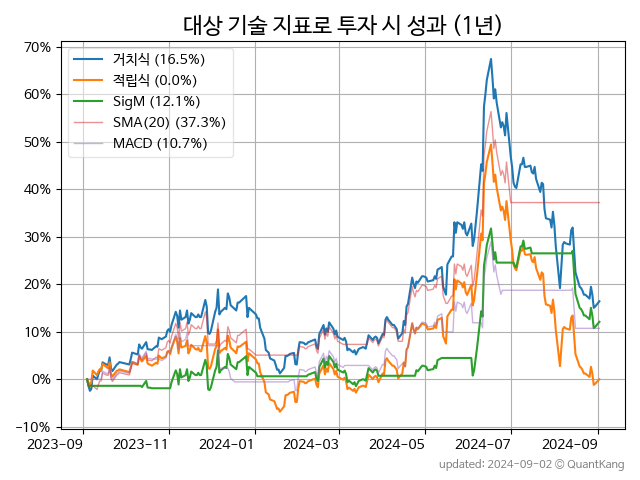 대상 기술 지표로 투자 시 성과 (1년)
70%
60%
50%
40%
30%
20%
10%
0%
−10%
거치식 (16.5%)
적립식 (0.0%)
SigM (12.1%)
SMA(20) (37.3%)
MACD (10.7%)
2023-09 2023-11 2024-01 2024-03 2024-05 2024-07 2024-09
updated: 2024-09-02 © QuantKang